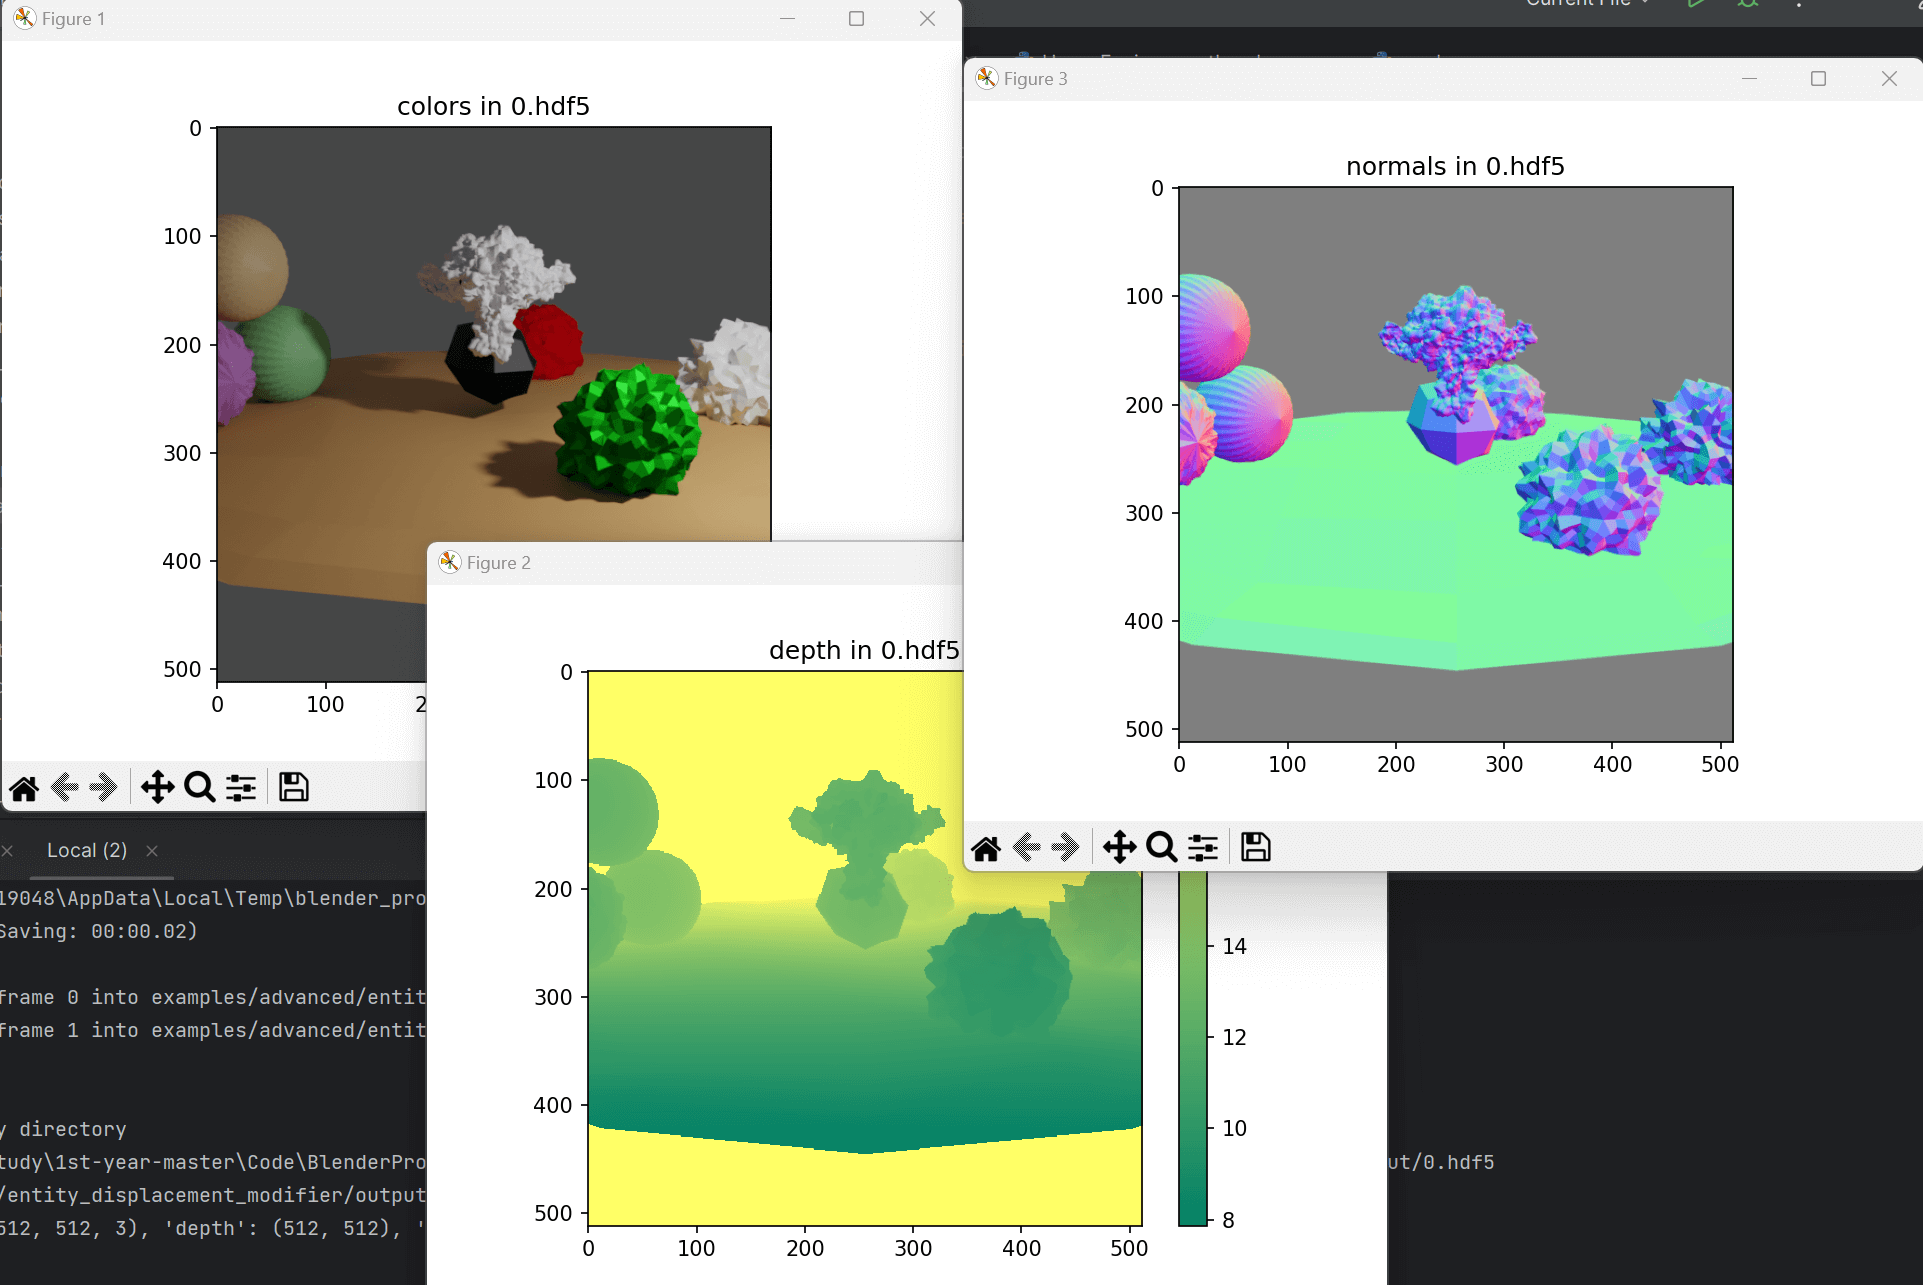 Figure 1
colors in 0.hdf5
0
100
200
300
400
500
0
100
Current File
Figure 3
normals in 0.hdf5
0
100
200
300
400
500
0
100
200
300
400
500
Figure 2
depth in 0.hdf5
0
100
200
300
400
500
0
100
200
300
400
500
14
12
10
8
Local (2)
19048\AppData\Local\Temp\blender_pro
Saving: 00:00.02)
frame 0 into examples/advanced/entit
frame 1 into examples/advanced/entit
y directory
tudy\1st-year-master\Code\BlenderPro
ut/0.hdf5
/entity_displacement_modifier/output
512, 512, 3), 'depth': (512, 512), '